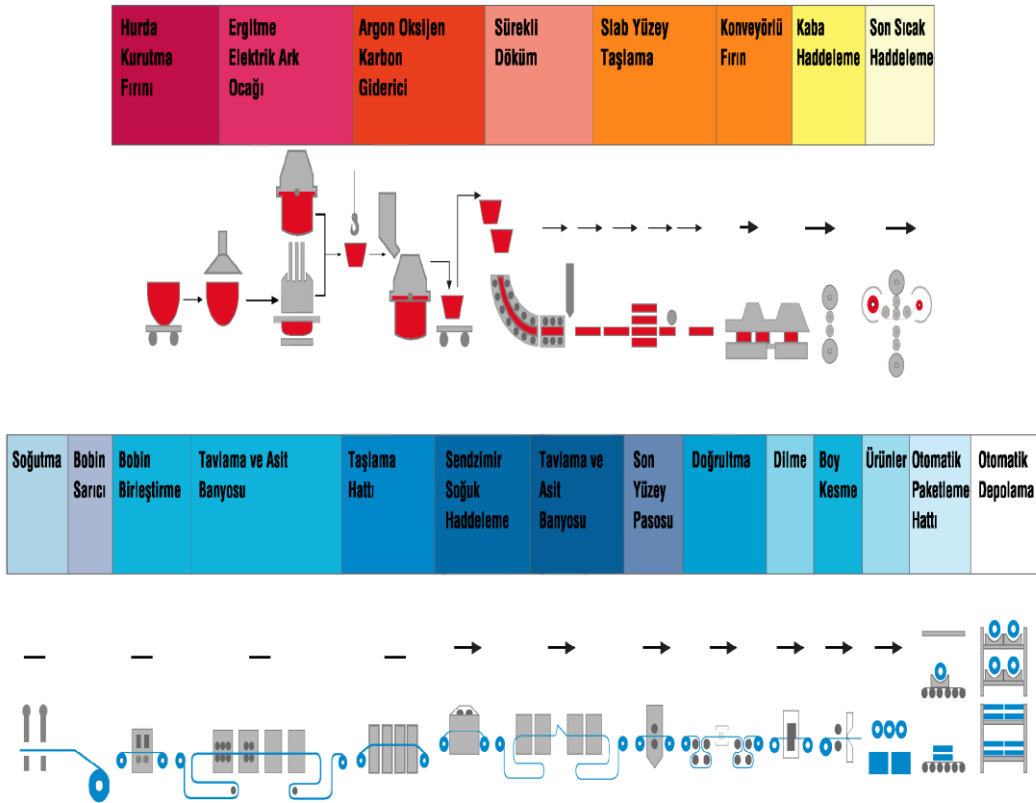 Hurda
Kurutma
Fırını
Ergitme
Elektrik Ark
Ocağı
Argon Oksijen
Karbon
Giderici
Sürekli
Döküm
Slab Yüzey
Taşlama
Konveyörlü
Fırın
Kaba
Haddeleme
Son Sıcak
Haddeleme
Soğutma
Bobin
Sarıcı
Bobin
Birleştirme
Tavlama ve Asit
Banyosu
Taşlama
Hattı
Sendzimir
Soğuk
Haddeleme
Tavlama ve
Asit
Banyosu
Son
Yüzey
Pasosu
Doğrultma
Dilme
Boy
Kesme
Ürünler
Otomatik
Paketleme
Hattı
Otomatik
Depolama